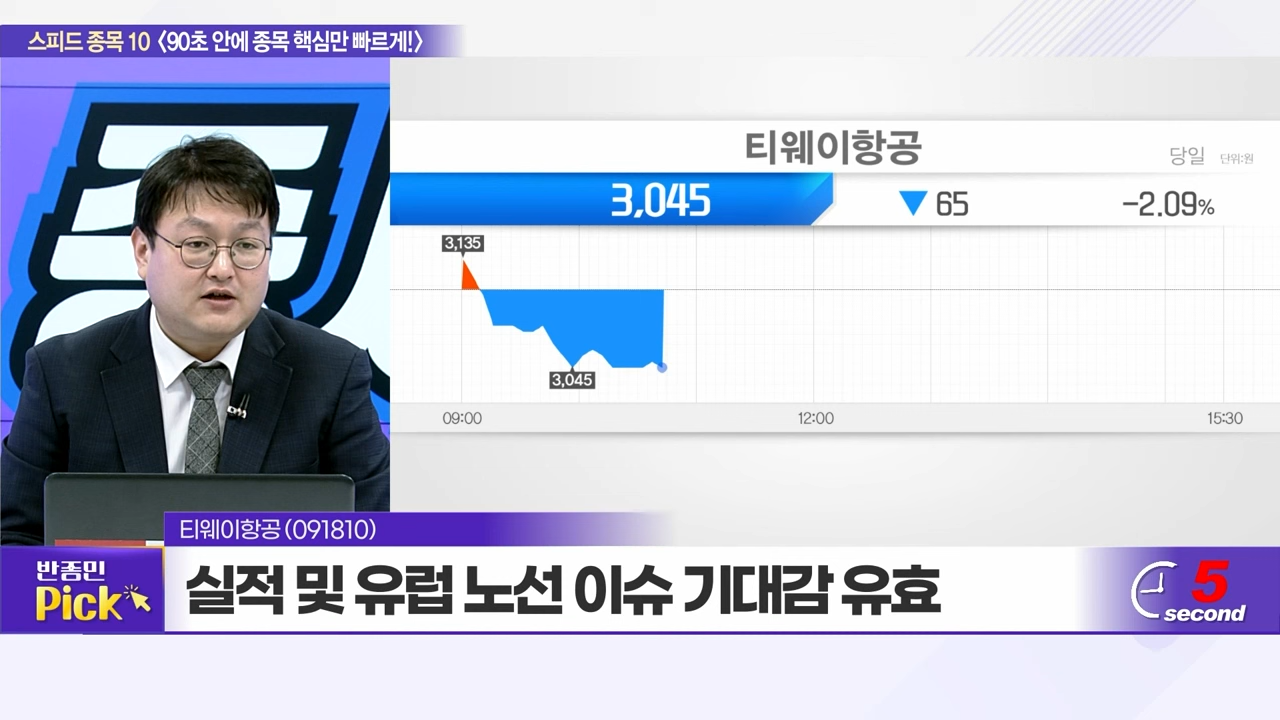 스피드 종목 10 〈90초 안에 종목 핵심만 빠르게!〉
티웨이항공
당일 단위:원
3,045 ▼ 65 -2.09%
3,135
3,045
09:00 12:00 15:30
티웨이항공 (091810)
반종민
Pick
실적 및 유럽 노선 이슈 기대감 유효
5
second